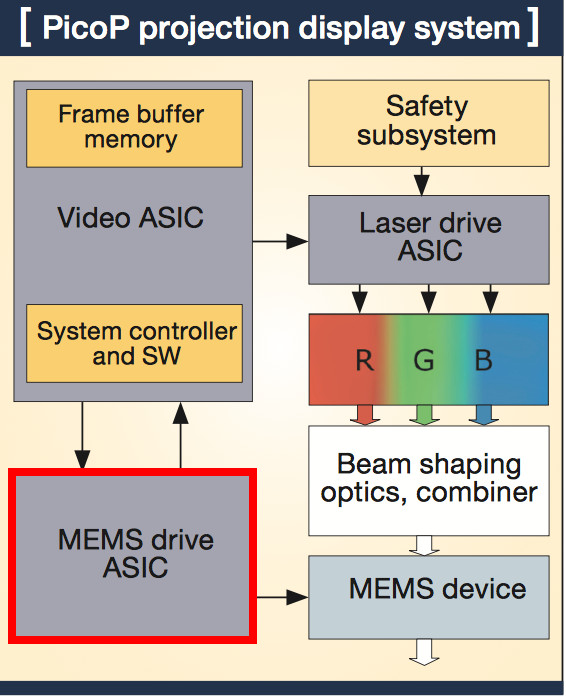 [ PicoP projection display system ]
Frame buffer
memory
Video ASIC
System controller
and SW
MEMS drive
ASIC
Safety
subsystem
Laser drive
ASIC
R G B
Beam shaping
optics, combiner
MEMS device